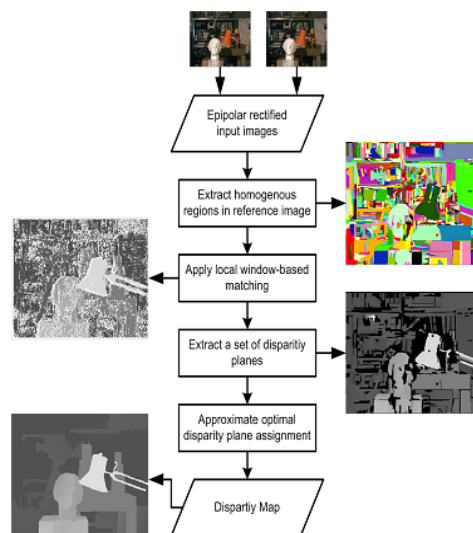 Epipolar rectified
input images
Extract homogenous
regions in reference image
Apply local window-based
matching
Extract a set of disparitiy
planes
Approximate optimal
disparity plane assignment
Dispartiy Map